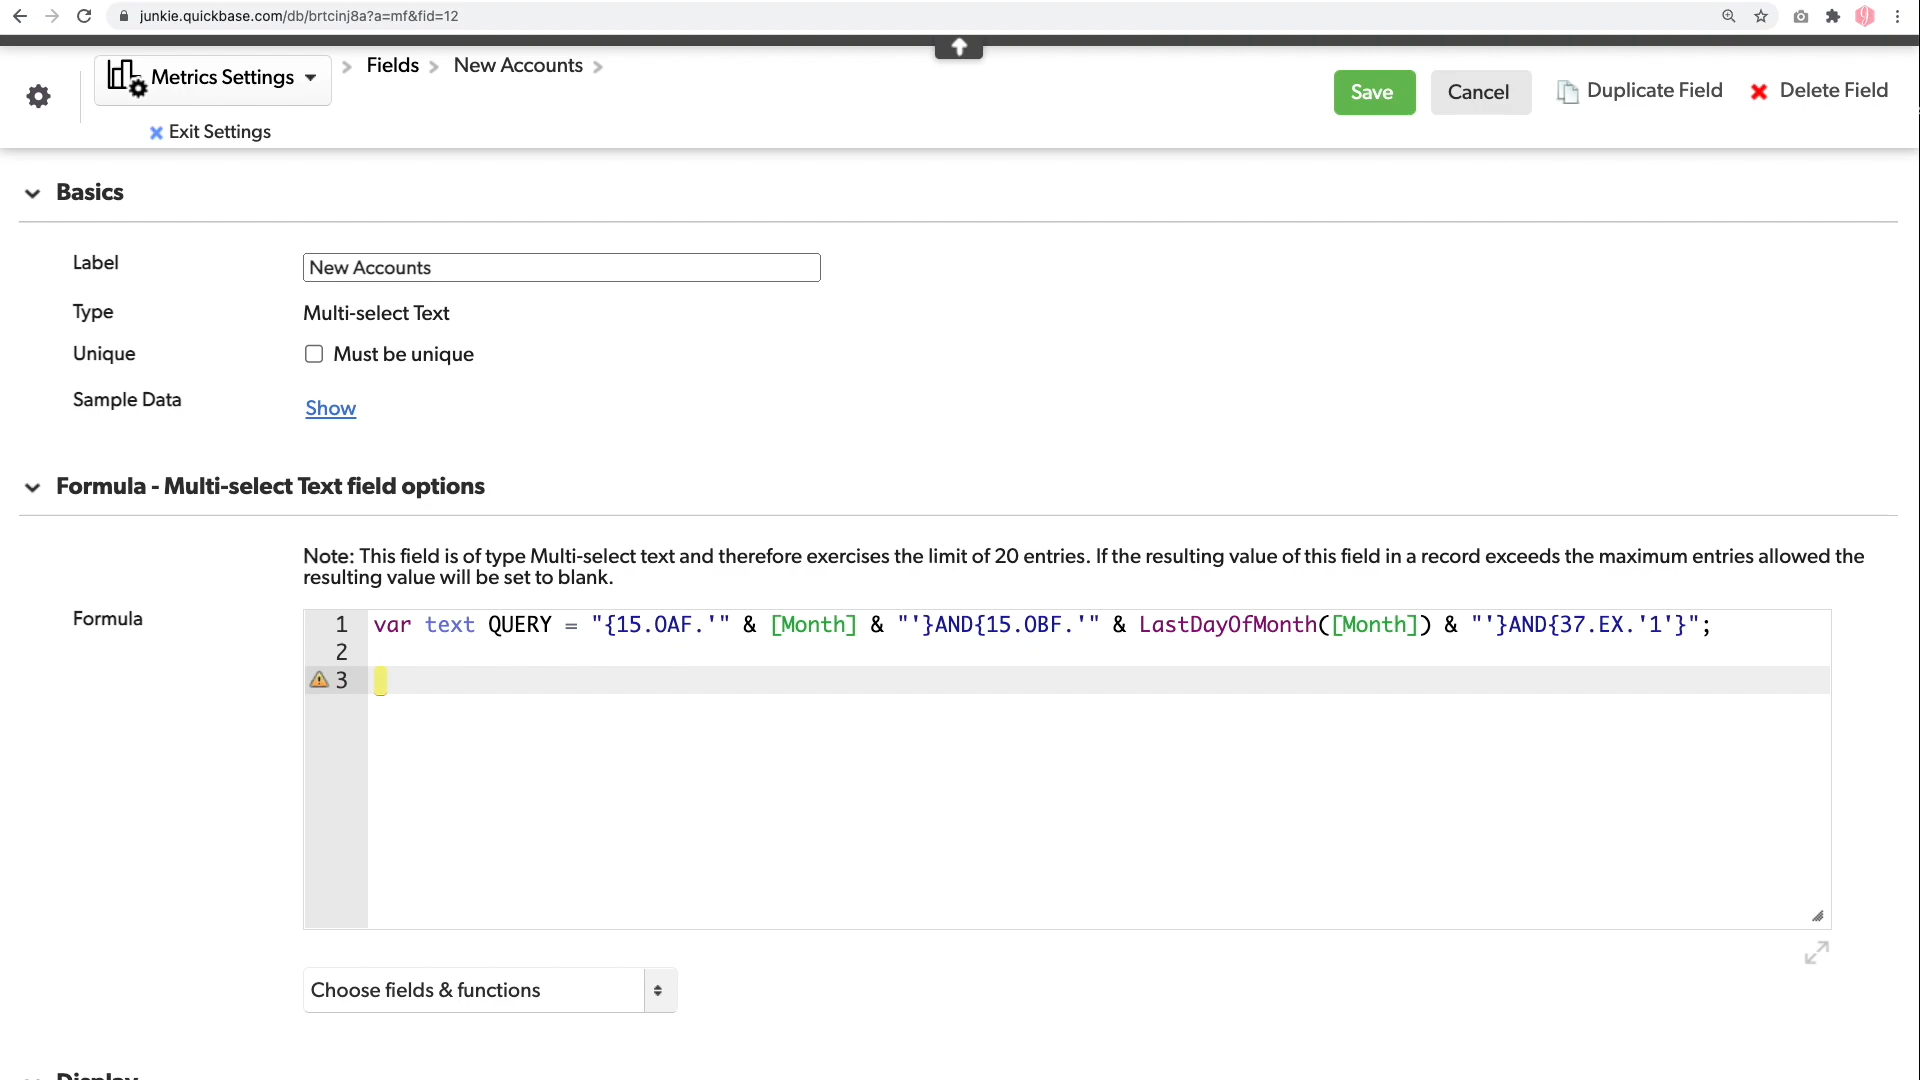 junkie.quickbase.com/db/brtcinj8a?a=mf&fid=12
Metrics Settings
Fields
New Accounts
Exit Settings
Save
Cancel
Duplicate Field
Delete Field
Basics
Label
New Accounts
Type
Multi-select Text
Unique
Must be unique
Sample Data
Show
Formula - Multi-select Text field options
Note: This field is of type Multi-select text and therefore exercises the limit of 20 entries. If the resulting value of this field in a record exceeds the maximum entries allowed the
resulting value will be set to blank.
Formula
1 var text QUERY = "{15.OAF.'" & [Month] & "'}AND{15.OBF.'" & LastDayOfMonth([Month]) & "'}AND{37.EX.'1'}";
2
3
Choose fields & functions
Display